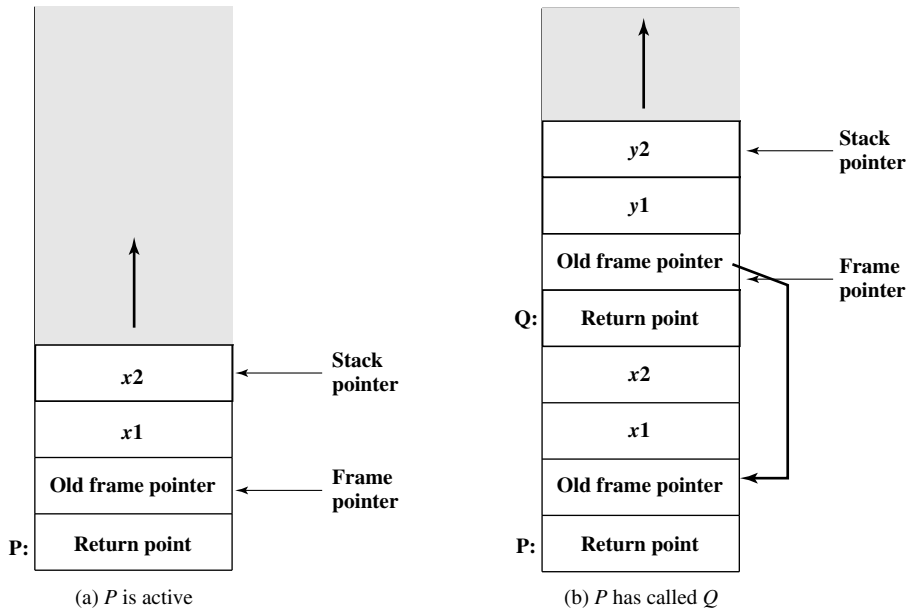 x2
Stack
pointer
x1
Old frame pointer
Frame
pointer
P:
Return point
(a) P is active
y2
Stack
pointer
y1
Old frame pointer
Frame
pointer
Q:
Return point
x2
x1
Old frame pointer
P:
Return point
(b) P has called Q